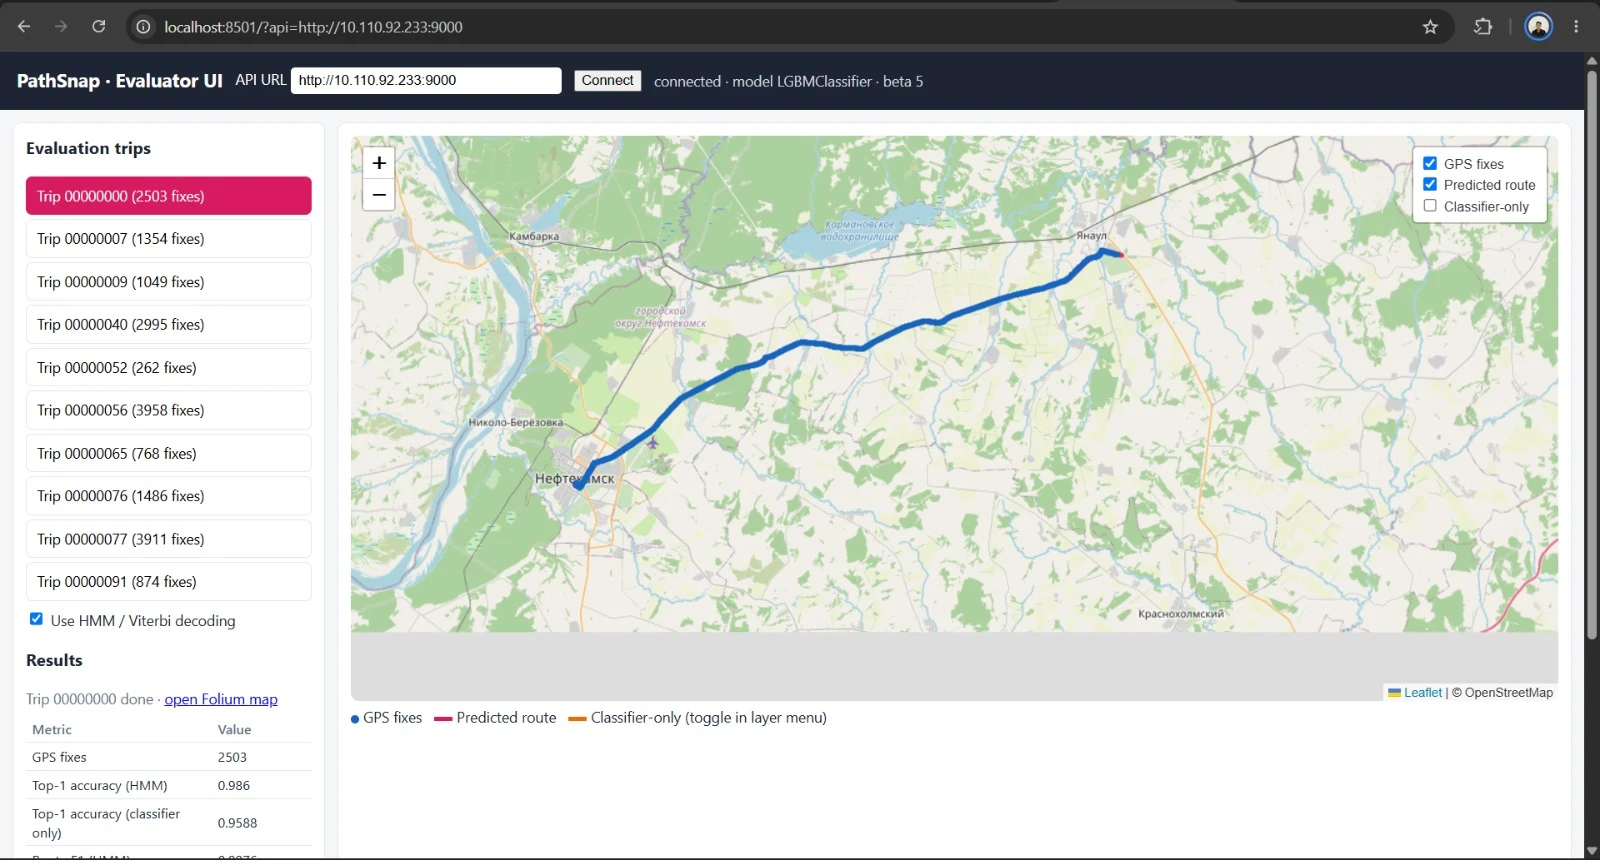 localhost:8501/?api=http://10.110.92.233:9000
PathSnap · Evaluator UI API URL http://10.110.92.233:9000 Connect connected · model LGBMClassifier · beta 5
Evaluation trips
Trip 00000000 (2503 fixes)
Trip 00000007 (1354 fixes)
Trip 00000009 (1049 fixes)
Trip 00000040 (2995 fixes)
Trip 00000052 (262 fixes)
Trip 00000056 (3958 fixes)
Trip 00000065 (768 fixes)
Trip 00000076 (1486 fixes)
Trip 00000077 (3911 fixes)
Trip 00000091 (874 fixes)
Use HMM / Viterbi decoding
Results
Trip 00000000 done · open Folium map
Metric Value
GPS fixes 2503
Top-1 accuracy (HMM) 0.986
Top-1 accuracy (classifier
only) 0.9588
+
−
GPS fixes
Predicted route
Classifier-only
Камбарка
Кармановское
водохранилище
Янаул
городской
округ Нефтекамск
Николо-Берёзовка
Нефтекамск
Краснохолмский
Leaflet | © OpenStreetMap
GPS fixes Predicted route Classifier-only (toggle in layer menu)